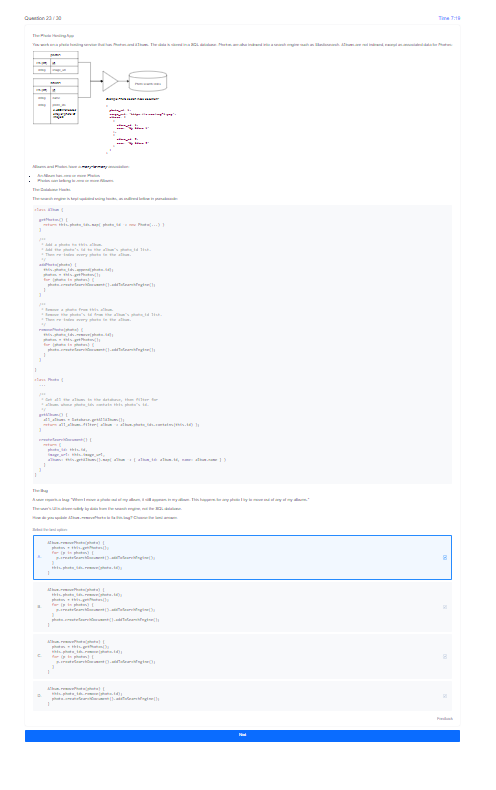 Question 23 / 30
Time 7:19
The Photo Hosting App
You work on a photo hosting service that has Photos and Albums. The data is stored in a SQL database. Photos are also indexed into a search engine such as Elasticsearch. Albums are not indexed, except as associated data for Photos.
Albums and Photos have a many-to-many association:
An Album has zero or more Photos
Photos can belong to zero or more Albums
The Database Hooks
The search engine is kept updated using hooks, as outlined below in pseudocode:
class Album {
getPhotos() {
return this.photo_ids.map( photo_id -> new Photo(...) )
}
/**
* Add a photo to this album.
* Add the photo's id to the album's photo_id list.
* Then re-index every photo in the album.
*/
addPhoto(photo) {
this.photo_ids.append(photo.id);
photos = this.getPhotos();
for (photo in photos) {
photo.createSearchDocument().addToSearchEngine();
}
}
/**
* Remove a photo from this album.
* Remove the photo's id from the album's photo_id list.
* Then re-index every photo in the album.
*/
removePhoto(photo) {
this.photo_ids.remove(photo.id);
photos = this.getPhotos();
for (photo in photos) {
photo.createSearchDocument().addToSearchEngine();
}
}
}
class Photo {
...
/**
* Get all the albums in the database, then filter for
* albums whose photo_ids contain this photo's id.
*/
getAlbums() {
all_albums = Database.getAllAlbums();
return all_albums.filter( album -> album.photo_ids.contains(this.id) );
}
createSearchDocument() {
return {
photo_id: this.id,
image_url: this.image_url,
albums: this.getAlbums().map( album -> { album_id: album.id, name: album.name } )
}
}
}
The Bug
A user reports a bug: "When I move a photo out of my album, it still appears in my album. This happens for any photo I try to move out of any of my albums."
The website's UI is driven solely by data from the search engine, not the SQL database.
How do you update Album.removePhoto to fix this bug? Choose the best answer.
Select the best option
A.
Album.removePhoto(photo) {
photos = this.getPhotos();
for (p in photos) {
p.createSearchDocument().addToSearchEngine();
}
this.photo_ids.remove(photo.id);
}
B.
Album.removePhoto(photo) {
this.photo_ids.remove(photo.id);
photos = this.getPhotos();
for (p in photos) {
p.createSearchDocument().addToSearchEngine();
}
photo.createSearchDocument().addToSearchEngine();
}
C.
Album.removePhoto(photo) {
photos = this.getPhotos();
this.photo_ids.remove(photo.id);
for (p in photos) {
p.createSearchDocument().addToSearchEngine();
}
}
D.
Album.removePhoto(photo) {
this.photo_ids.remove(photo.id);
photo.createSearchDocument().addToSearchEngine();
}
Feedback
Next